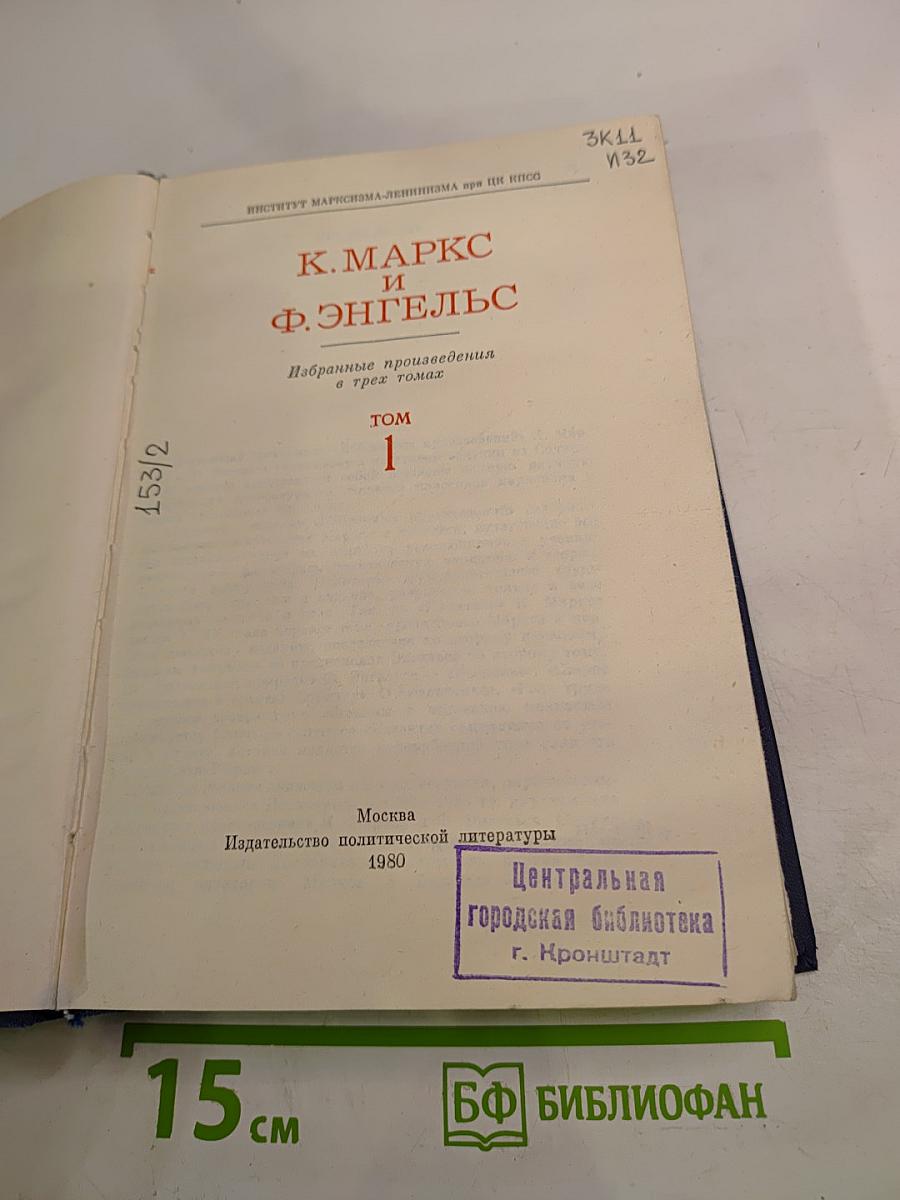 3К11
И32
ИНСТИТУТ МАРКСИЗМА-ЛЕНИНИЗМА при ЦК КПСС
К. МАРКС
И
Ф. ЭНГЕЛЬС
Избранные произведения
в трех томах
ТОМ
1
153/2
Москва
Издательство политической литературы
1980
Центральная
городская библиотека
г. Кронштадт
15 см
БФ БИБЛИОФАН